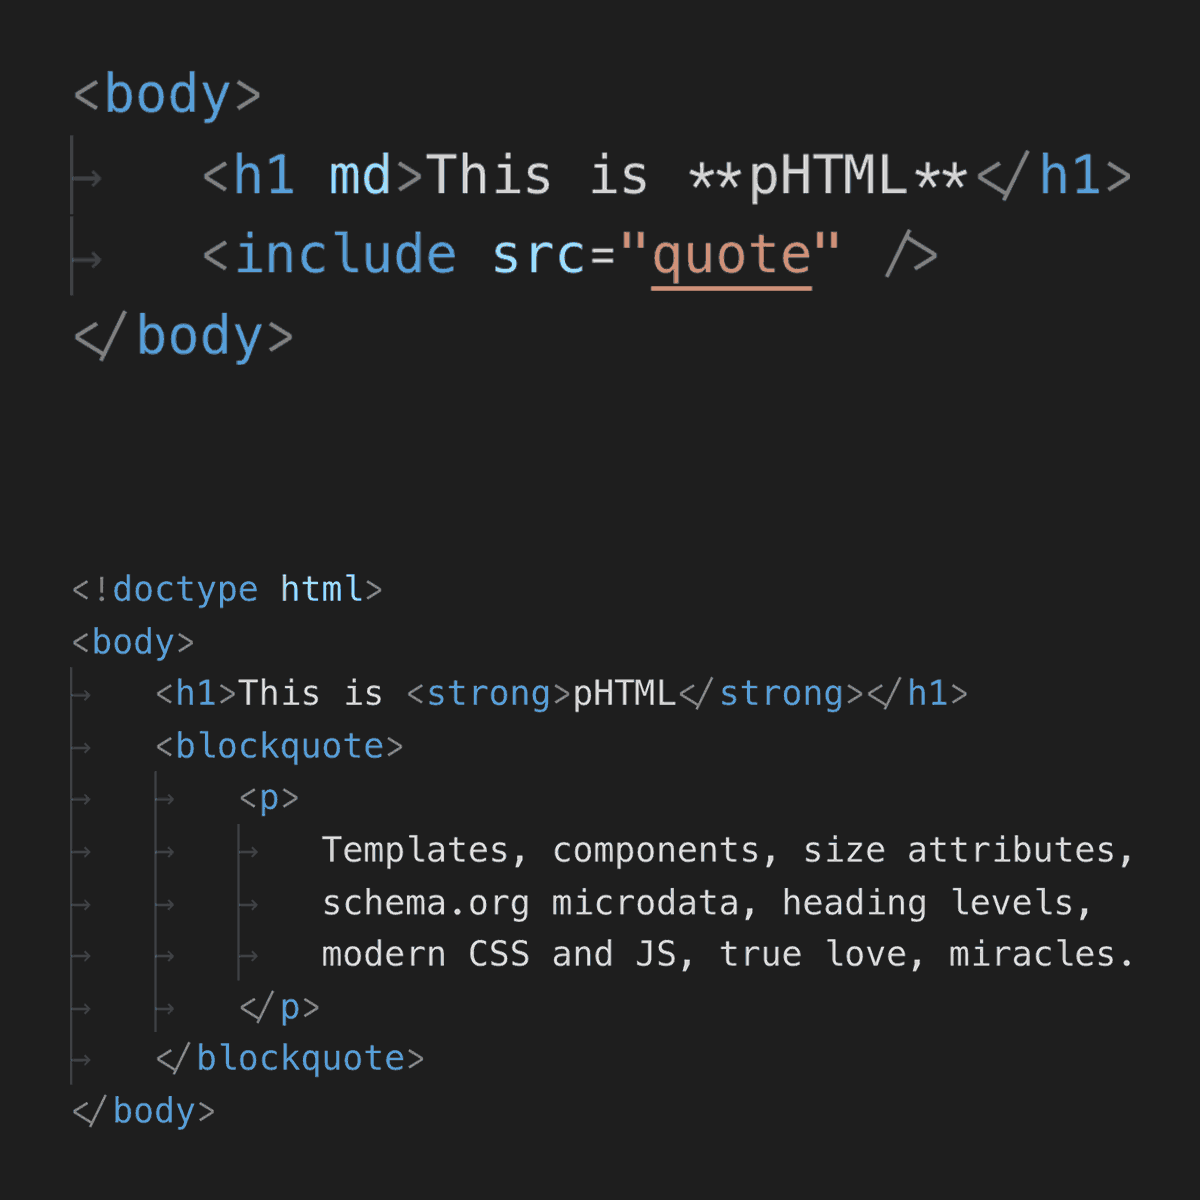 <body>
    <h1 md>This is **pHTML**</h1>
    <include src="quote" />
</body>
<!doctype html>
<body>
    <h1>This is <strong>pHTML</strong></h1>
    <blockquote>
        <p>
            Templates, components, size attributes,
            schema.org microdata, heading levels,
            modern CSS and JS, true love, miracles.
        </p>
    </blockquote>
</body>